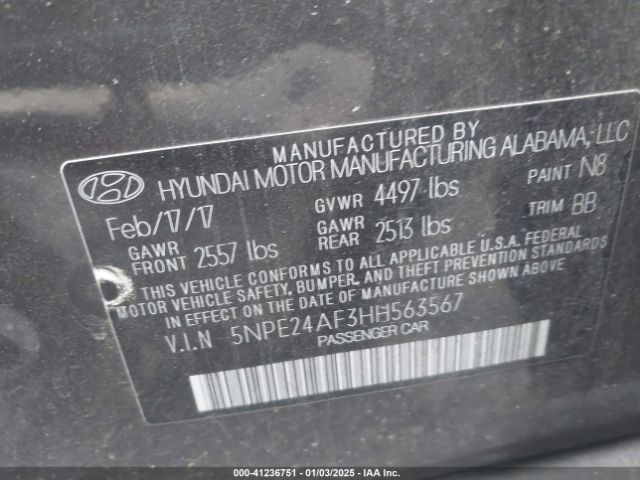 MANUFACTURED BY
HYUNDAI MOTOR MANUFACTURING ALABAMA, LLC
Feb/17/17 GVWR 4497 lbs PAINT N8
GAWR FRONT 2557 lbs GAWR REAR 2513 lbs TRIM BB
THIS VEHICLE CONFORMS TO ALL APPLICABLE U.S.A. FEDERAL
MOTOR VEHICLE SAFETY, BUMPER, AND THEFT PREVENTION STANDARDS
IN EFFECT ON THE DATE OF MANUFACTURE SHOWN ABOVE
V.I.N 5NPE24AF3HH563567
PASSENGER CAR
000-41236751 — 01/03/2025 — IAA Inc.